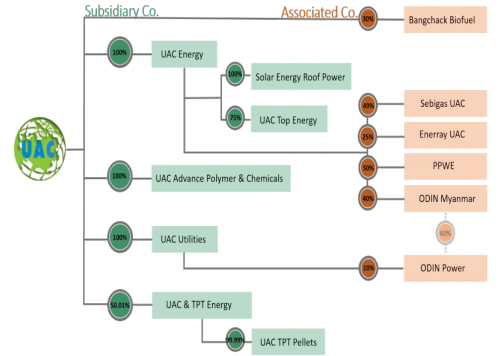 Subsidiary Co.
Associated Co.
30%
Bangchack Biofuel
100%
UAC Energy
100%
Solar Energy Roof Power
75%
UAC Top Energy
49%
Sebigas UAC
25%
Enerray UAC
50%
PPWE
40%
ODIN Myanmar
60%
UAC
100%
UAC Advance Polymer & Chemicals
100%
UAC Utilities
10%
ODIN Power
50.01%
UAC & TPT Energy
99.99%
UAC TPT Pellets